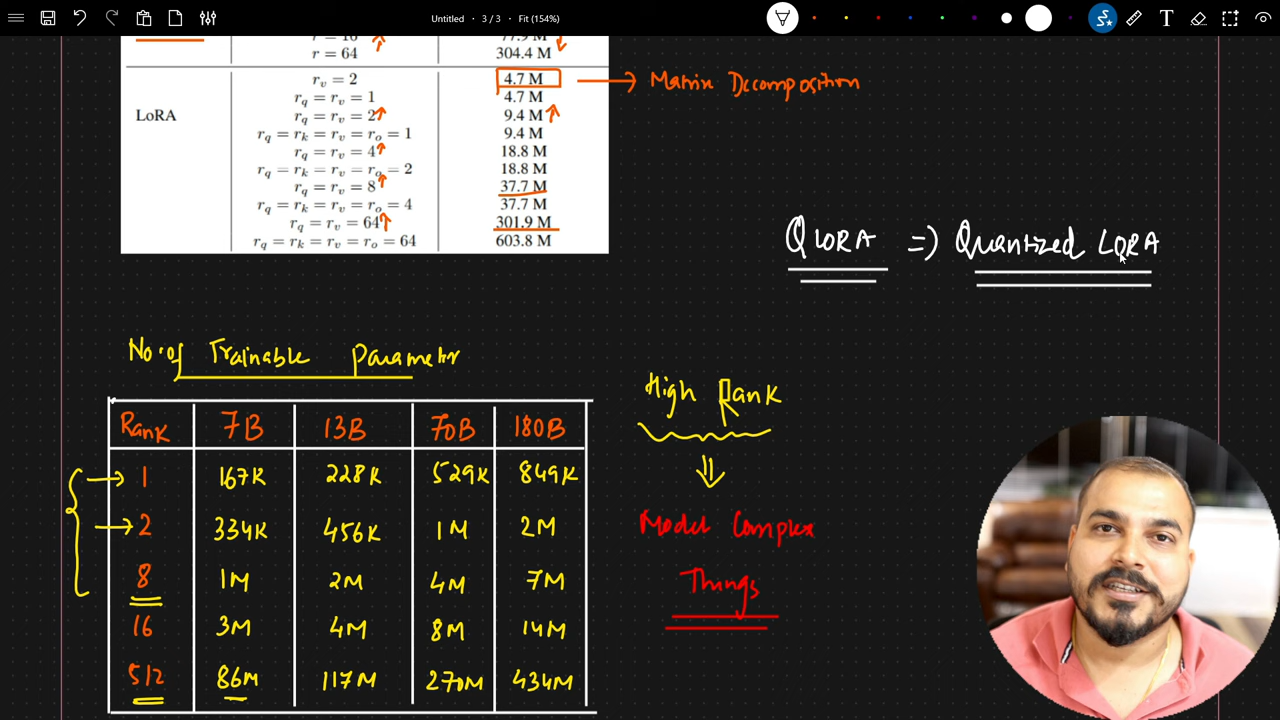 Untitled • 3 / 3 • Fit (154%)
r = 16 77.9 M
r = 64 304.4 M
LoRA
r_v = 2 4.7 M → Matrix Decomposition
r_q = r_v = 1 4.7 M
r_q = r_v = 2 9.4 M
r_q = r_k = r_v = r_o = 1 9.4 M
r_q = r_v = 4 18.8 M
r_q = r_k = r_v = r_o = 2 18.8 M
r_q = r_v = 8 37.7 M
r_q = r_k = r_v = r_o = 4 37.7 M
r_q = r_v = 64 301.9 M
r_q = r_k = r_v = r_o = 64 603.8 M
QLORA => Quantized LORA
No. of Trainable Parameter
Rank 7B 13B 70B 180B
1 167K 228K 529K 849K
2 334K 456K 1M 2M
8 1M 2M 4M 7M
16 3M 4M 8M 14M
512 86M 117M 270M 434M
High Rank
Model Complex
Things